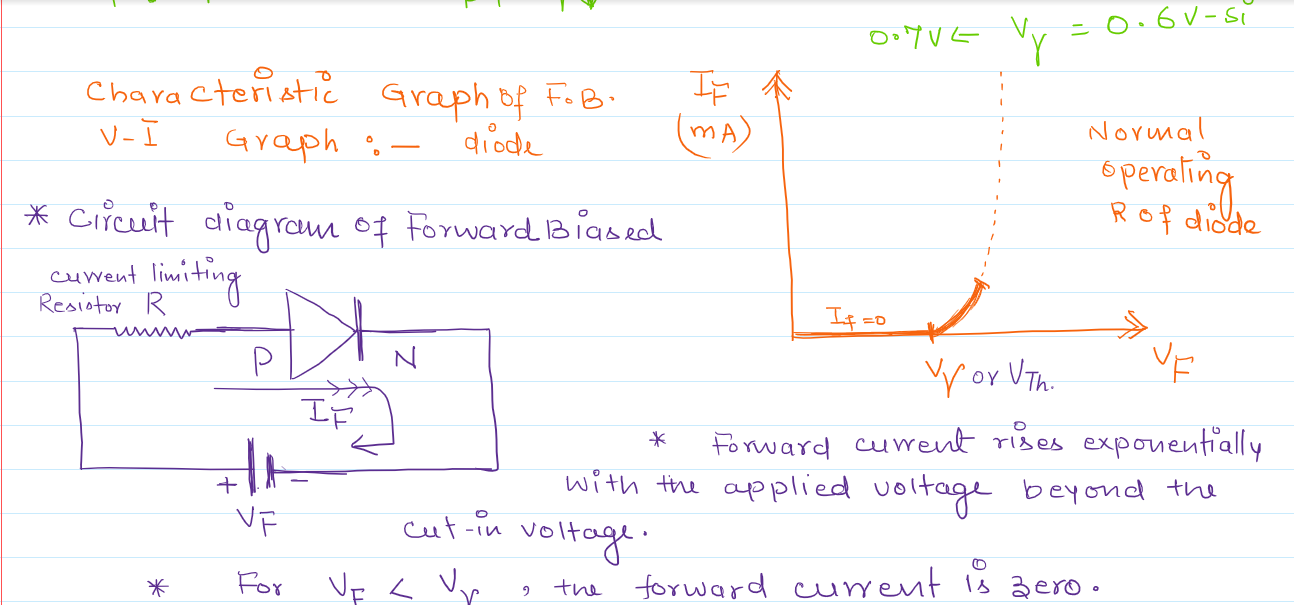 0.7V ← Vγ = 0.6V-Si
Characteristic Graph of F.B.
V-I Graph :- diode
IF
(mA)
Normal
operating
R of diode
* Circuit diagram of Forward Biased
current limiting
Resistor R
P
N
IF
+ -
VF
If =0
Vγ or VTh.
VF
* Forward current rises exponentially
with the applied voltage beyond the
cut-in voltage.
* For VF < Vγ , the forward current is zero.